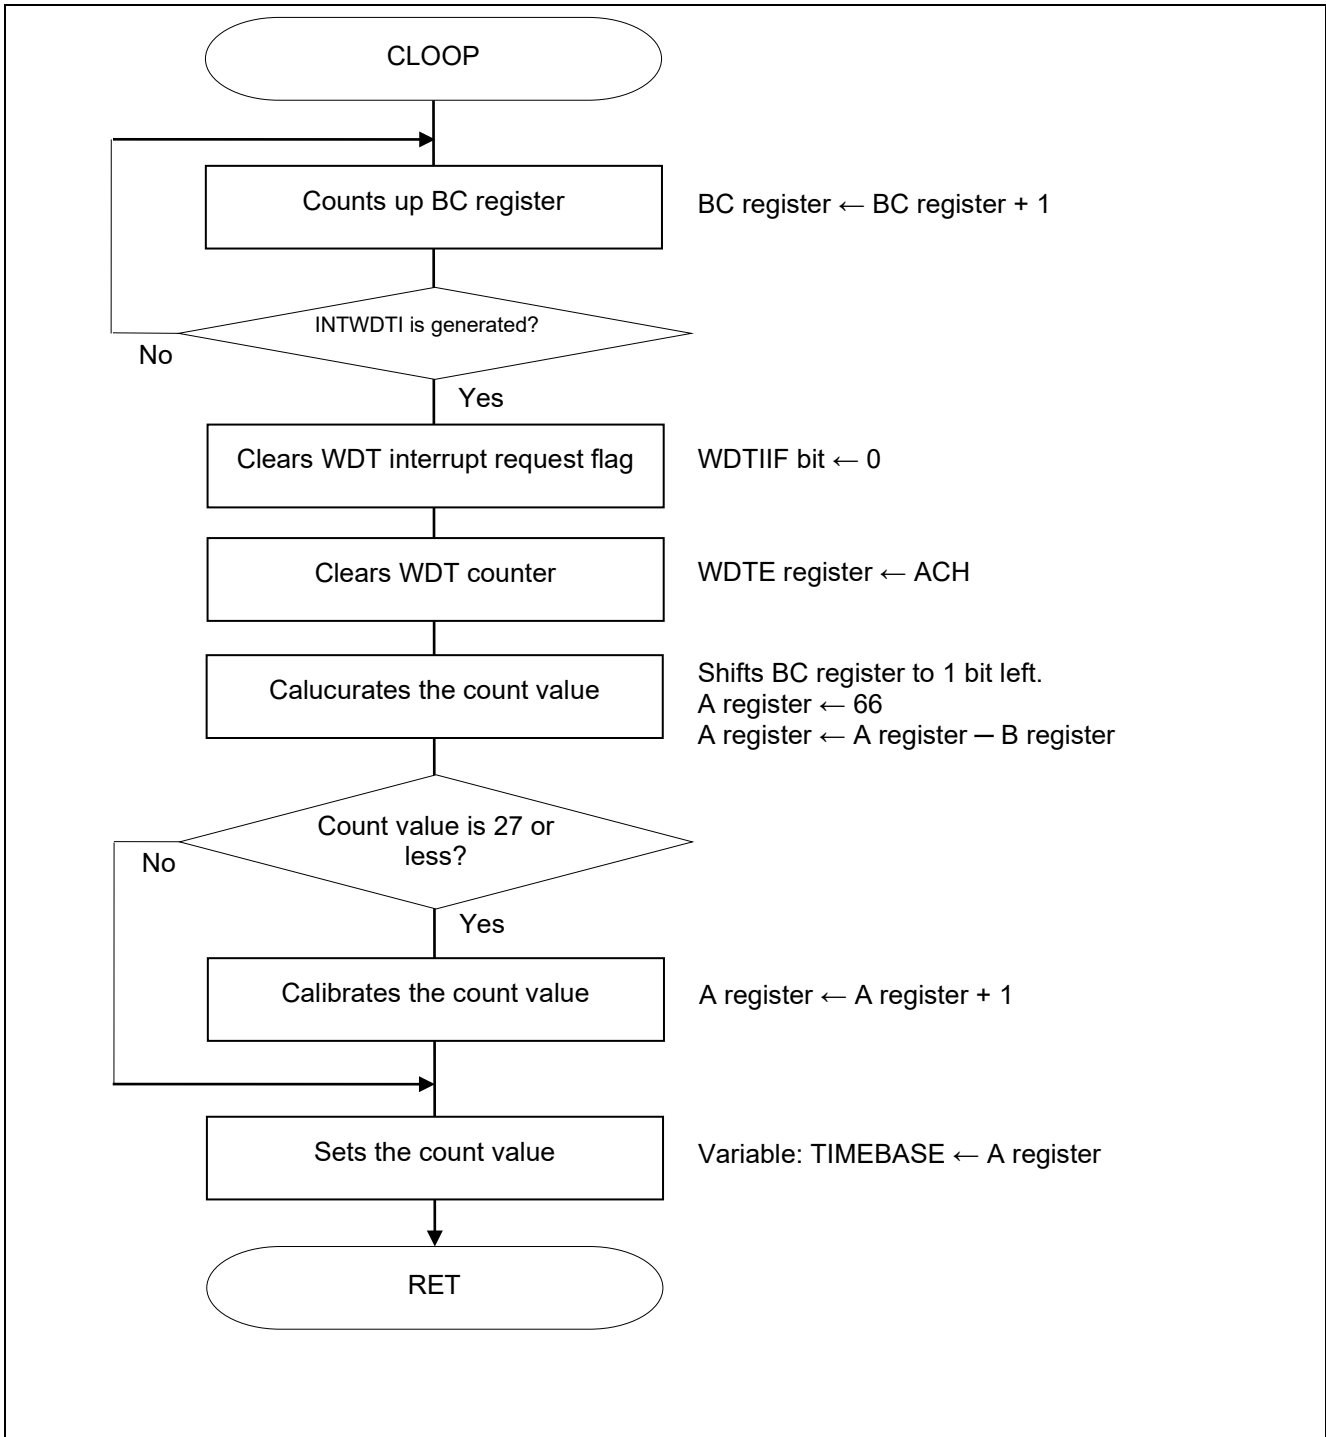 CLOOP
Counts up BC register
BC register ← BC register + 1
INTWDTI is generated?
No
Yes
Clears WDT interrupt request flag
WDTIIF bit ← 0
Clears WDT counter
WDTE register ← ACH
Calucurates the count value
Shifts BC register to 1 bit left.
A register ← 66
A register ← A register ─ B register
Count value is 27 or
less?
No
Yes
Calibrates the count value
A register ← A register + 1
Sets the count value
Variable: TIMEBASE ← A register
RET